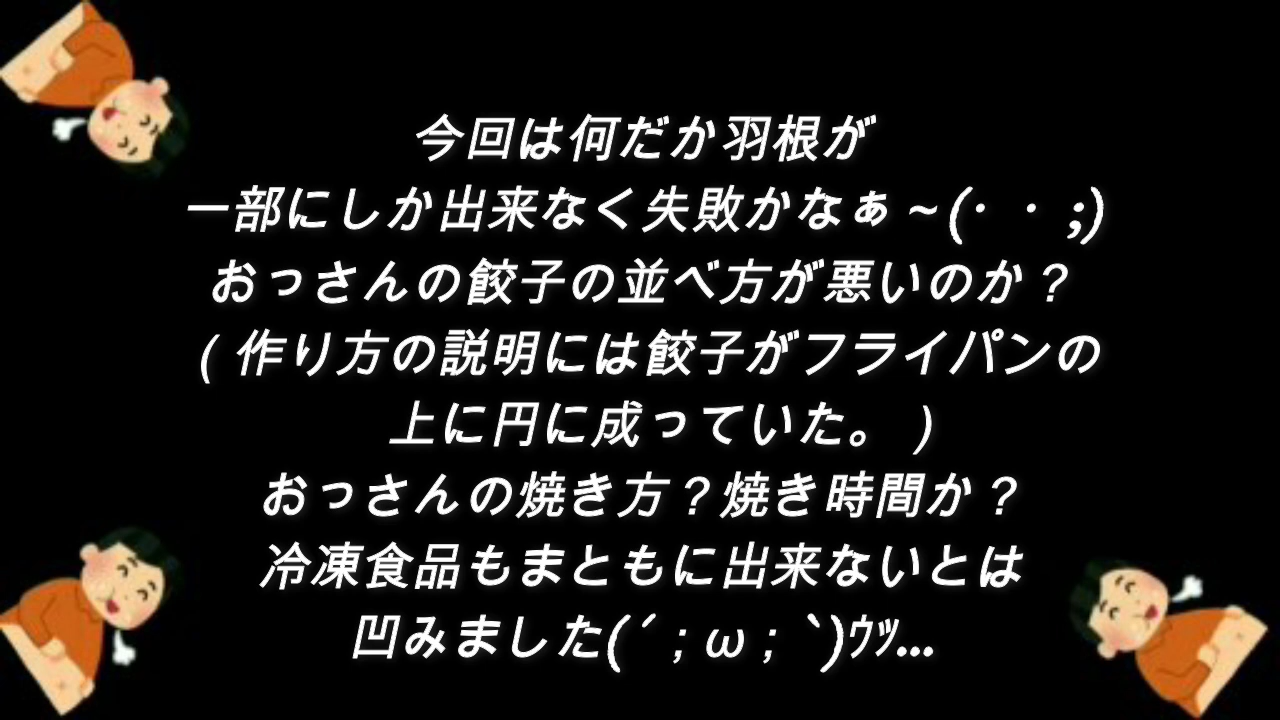 今回は何だか羽根が
一部にしか出来なく失敗かなぁ～(・・;)
おっさんの餃子の並べ方が悪いのか？
（作り方の説明には餃子がフライパンの
上に円に成っていた。）
おっさんの焼き方？焼き時間か？
冷凍食品もまともに出来ないとは
凹みました(´；ω；`)ｳｯ…